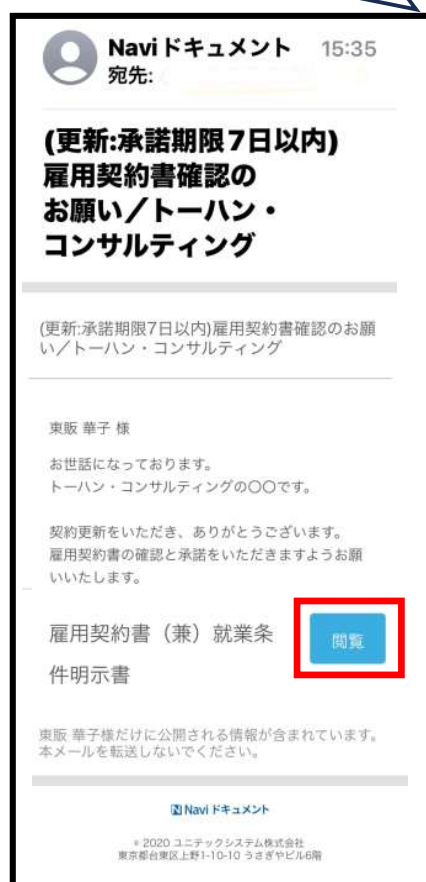 Naviドキュメント 15:35
宛先:
(更新:承諾期限7日以内)
雇用契約書確認の
お願い/トーハン・
コンサルティング
(更新:承諾期限7日以内)雇用契約書確認のお願
い/トーハン・コンサルティング
東販 華子 様
お世話になっております。
トーハン・コンサルティングの〇〇です。
契約更新をいただき、ありがとうございます。
雇用契約書の確認と承諾をいただきますようお願
いいたします。
雇用契約書(兼)就業条
件明示書
閲覧
東販 華子様だけに公開される情報が含まれています。
本メールを転送しないでください。
N Navi ドキュメント
© 2020 ユニテックシステム株式会社
東京都台東区上野1-10-10 うさぎやビル6階